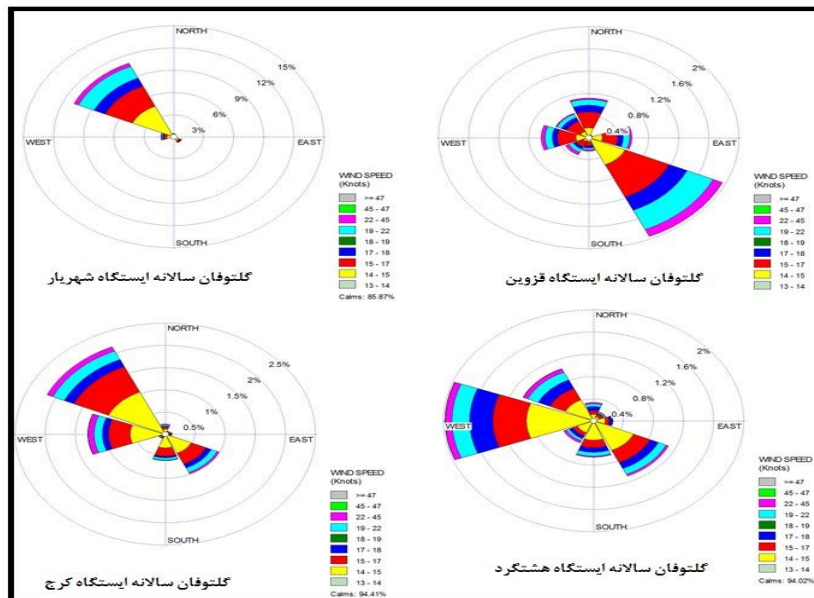 NORTH
15%
12%
9%
6%
3%
WEST
EAST
SOUTH
WIND SPEED
(Knots)
>= 47
45 - 47
22 - 45
19 - 22
18 - 19
17 - 18
15 - 17
14 - 15
13 - 14
Calms: 85.87%
گلتوفان سالانه ایستگاه شهریار
NORTH
2%
1.6%
1.2%
0.8%
0.4%
WEST
EAST
SOUTH
WIND SPEED
(Knots)
>= 47
45 - 47
22 - 45
19 - 22
18 - 19
17 - 18
15 - 17
14 - 15
13 - 14
گلتوفان سالانه ایستگاه قزوین
NORTH
2.5%
2%
1.5%
1%
0.5%
WEST
EAST
SOUTH
WIND SPEED
(Knots)
>= 47
45 - 47
22 - 45
19 - 22
18 - 19
17 - 18
15 - 17
14 - 15
13 - 14
Calms: 94.41%
گلتوفان سالانه ایستگاه کرج
NORTH
2%
1.6%
1.2%
0.8%
0.4%
WEST
EAST
SOUTH
WIND SPEED
(Knots)
>= 47
45 - 47
22 - 45
19 - 22
18 - 19
17 - 18
15 - 17
14 - 15
13 - 14
Calms: 94.02%
گلتوفان سالانه ایستگاه هشتگرد